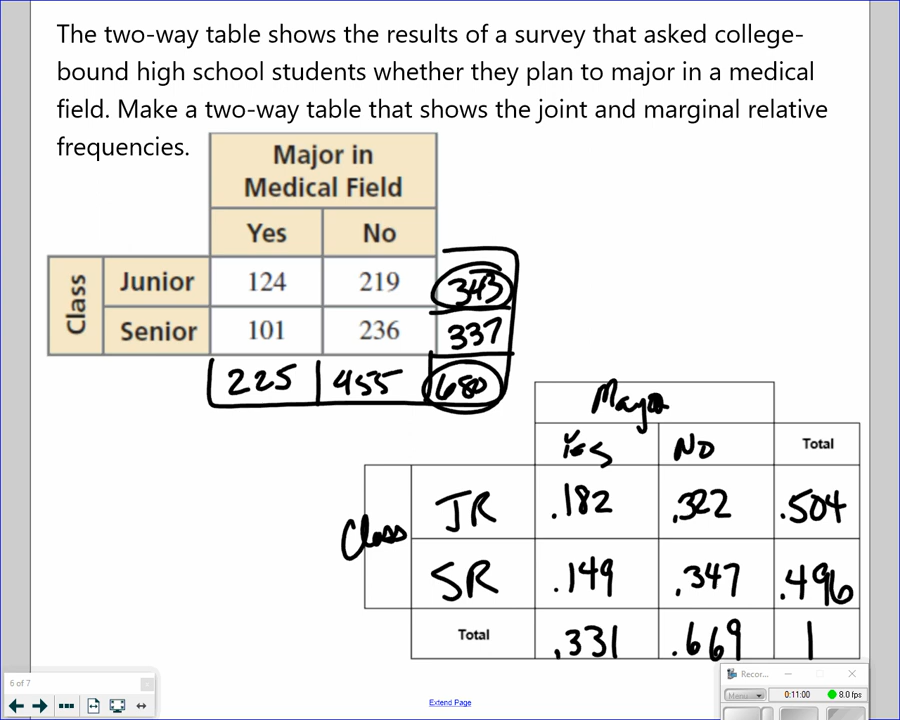 The two-way table shows the results of a survey that asked college-
bound high school students whether they plan to major in a medical
field. Make a two-way table that shows the joint and marginal relative
frequencies.
Major in
Medical Field
Yes No
Class
Junior 124 219 343
Senior 101 236 337
225 455 680
Major
Yes No Total
Class
JR .182 .322 .504
SR .149 .347 .496
Total .331 .669 1
6 of 7
Extend Page
Recor...
Menu
0:11:00 8.0 fps